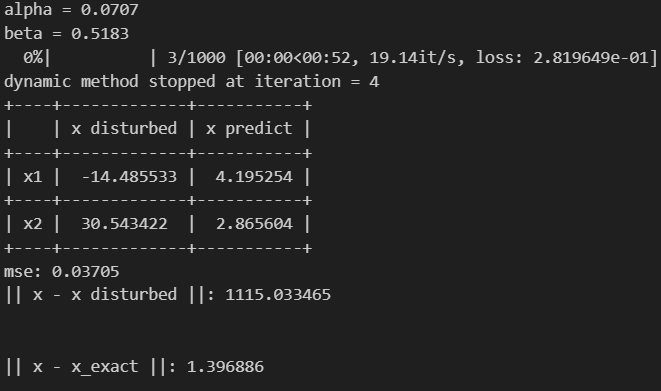 alpha = 0.0707
beta = 0.5183
  0%|          | 3/1000 [00:00<00:52, 19.14it/s, loss: 2.819649e-01]
dynamic method stopped at iteration = 4
+----+-------------+-----------+
|    | x disturbed | x predict |
+----+-------------+-----------+
| x1 |  -14.485533 |  4.195254 |
+----+-------------+-----------+
| x2 |  30.543422  |  2.865604 |
+----+-------------+-----------+
mse: 0.03705
|| x - x disturbed ||: 1115.033465
|| x - x_exact ||: 1.396886